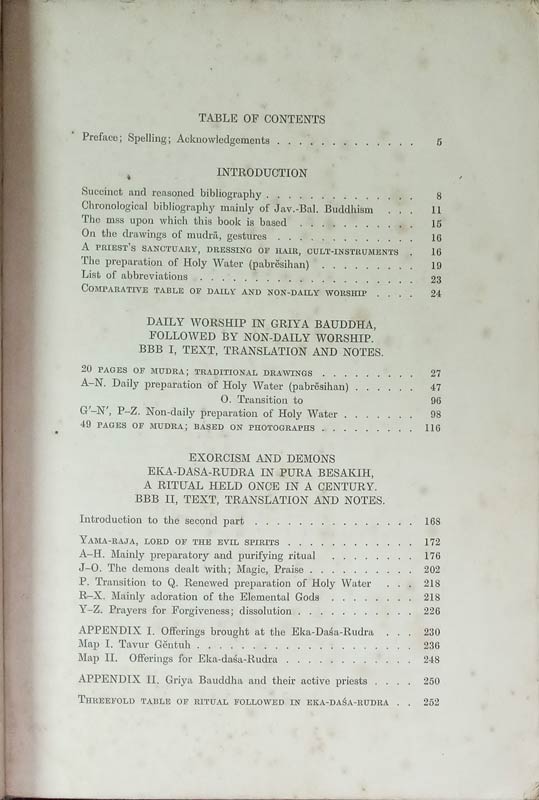 TABLE OF CONTENTS
Preface; Spelling; Acknowledgements . . . . . . . . . . . . . 5
INTRODUCTION
Succinct and reasoned bibliography . . . . . . . . . . . . . . 8
Chronological bibliography mainly of Jav.-Bal. Buddhism . . . 11
The mss upon which this book is based . . . . . . . . . . . 15
On the drawings of mudrā, gestures . . . . . . . . . . . . . 16
A PRIEST'S SANCTUARY, DRESSING OF HAIR, CULT-INSTRUMENTS . 16
The preparation of Holy Water (pabrěsihan) . . . . . . . . . 19
List of abbreviations . . . . . . . . . . . . . . . . . . . . 23
COMPARATIVE TABLE OF DAILY AND NON-DAILY WORSHIP . . . . 24
DAILY WORSHIP IN GRIYA BAUDDHA,
FOLLOWED BY NON-DAILY WORSHIP.
BBB I, TEXT, TRANSLATION AND NOTES.
20 PAGES OF MUDRA; TRADITIONAL DRAWINGS . . . . . . . . . 27
A–N. Daily preparation of Holy Water (pabrěsihan) . . . . . . 47
O. Transition to 96
G'–N', P–Z. Non-daily preparation of Holy Water . . . . . . . 98
49 PAGES OF MUDRA; BASED ON PHOTOGRAPHS . . . . . . . . . 116
EXORCISM AND DEMONS
EKA-DASA-RUDRA IN PURA BESAKIH,
A RITUAL HELD ONCE IN A CENTURY.
BBB II, TEXT, TRANSLATION AND NOTES.
Introduction to the second part . . . . . . . . . . . . . . . 168
YAMA-RAJA, LORD OF THE EVIL SPIRITS . . . . . . . . . . . . 172
A–H. Mainly preparatory and purifying ritual . . . . . . . . 176
J–O. The demons dealt with; Magic, Praise . . . . . . . . . . 202
P. Transition to Q. Renewed preparation of Holy Water . . . 218
R–X. Mainly adoration of the Elemental Gods . . . . . . . . 218
Y–Z. Prayers for Forgiveness; dissolution . . . . . . . . . . . 226
APPENDIX I. Offerings brought at the Eka-Daśa-Rudra . . . 230
Map I. Tavur Gěntuh . . . . . . . . . . . . . . . . . . . . 236
Map II. Offerings for Eka-daśa-Rudra . . . . . . . . . . . . 248
APPENDIX II. Griya Bauddha and their active priests . . . . 250
THREEFOLD TABLE OF RITUAL FOLLOWED IN EKA-DAŚA-RUDRA . . 252